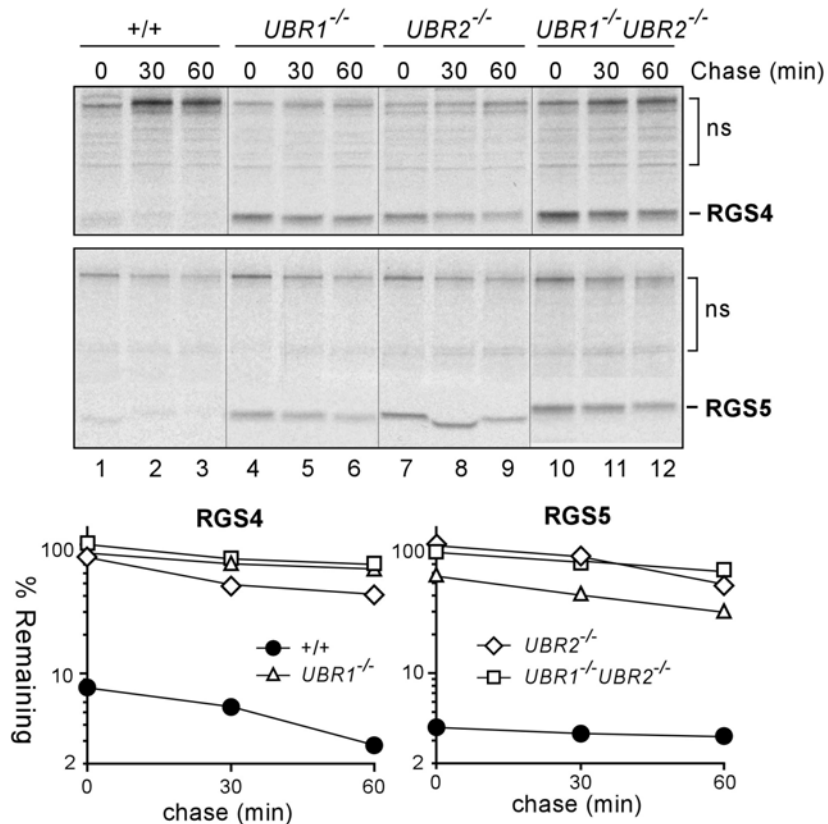 +/+ UBR1-/- UBR2-/- UBR1-/-UBR2-/-
0 30 60 0 30 60 0 30 60 0 30 60 Chase (min)
ns
RGS4
ns
RGS5
1 2 3 4 5 6 7 8 9 10 11 12
RGS4
% Remaining
100
10
2
+/+
UBR1-/-
0 30 60
chase (min)
RGS5
100
10
2
UBR2-/-
UBR1-/-UBR2-/-
0 30 60
chase (min)